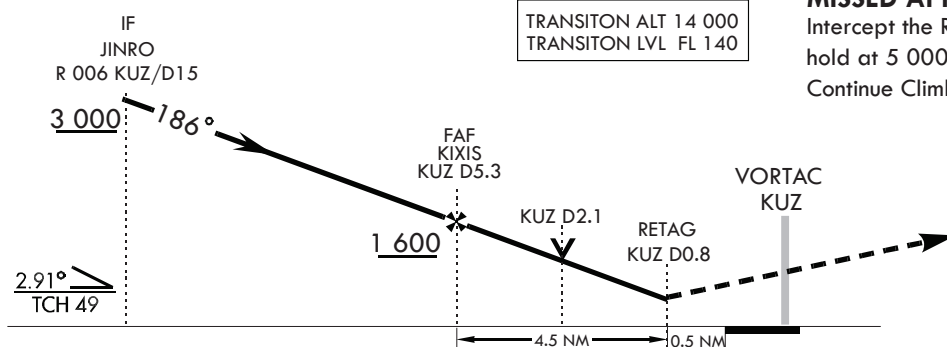 MISSED AP
TRANSITON ALT 14 000
TRANSITON LVL FL 140
Intercept the R
hold at 5 000
Continue Climb
IF
JINRO
R 006 KUZ/D15
3 000
186°
FAF
KIXIS
KUZ D5.3
1 600
KUZ D2.1
RETAG
KUZ D0.8
VORTAC
KUZ
2.91°
TCH 49
4.5 NM
0.5 NM